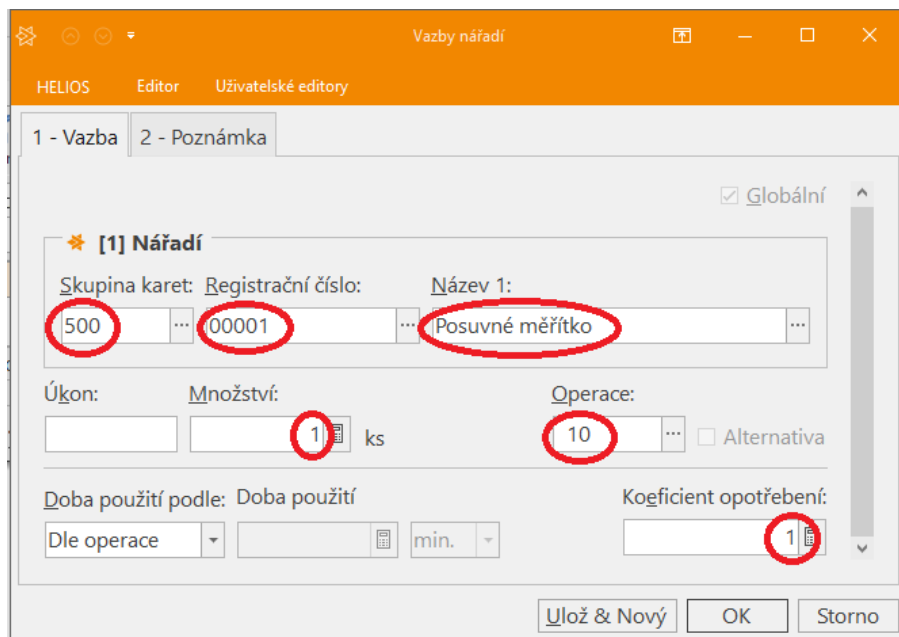 Vazby nářadí
HELIOS Editor Uživatelské editory
1 - Vazba 2 - Poznámka
Globální
[1] Nářadí
Skupina karet: Registrační číslo: Název 1:
500 ... 00001 ... Posuvné měřítko ...
Úkon: Množství: Operace:
1 ks 10 ... Alternativa
Doba použití podle: Doba použití Koeficient opotřebení:
Dle operace min. 1
Ulož & Nový OK Storno